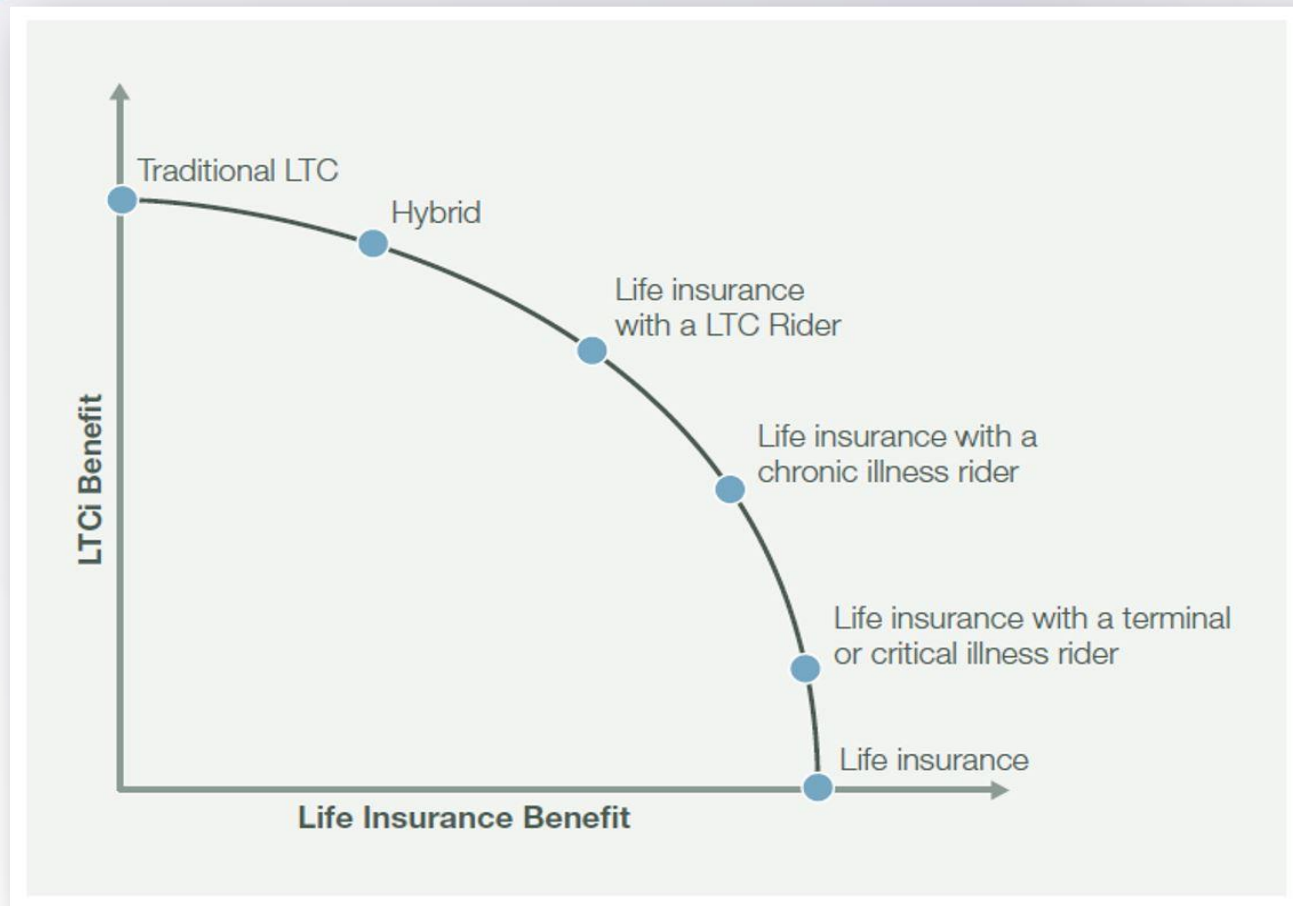 Traditional LTC
Hybrid
Life insurance
with a LTC Rider
Life insurance with a
chronic illness rider
Life insurance with a terminal
or critical illness rider
Life insurance
LTCi Benefit
Life Insurance Benefit